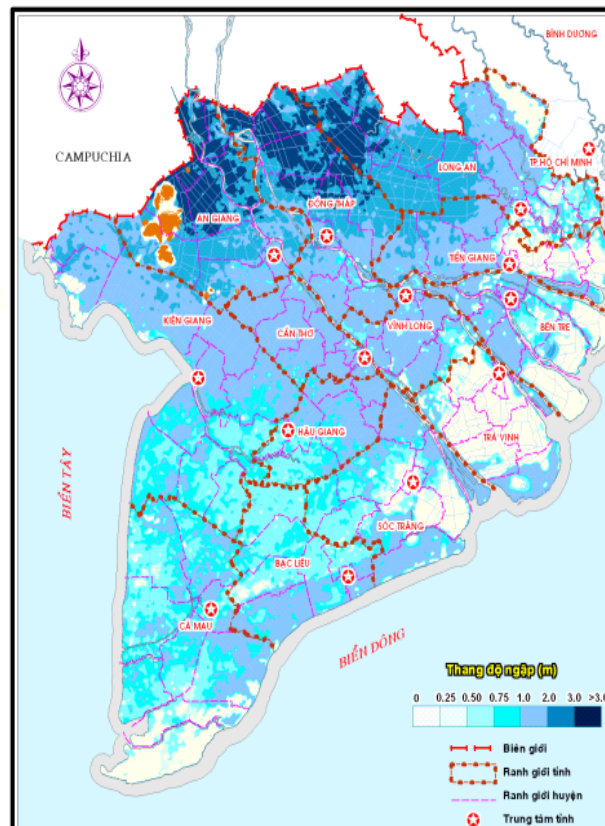 BÌNH DƯƠNG
CAMPUCHIA
LONG AN
TP.HỒ CHÍ MINH
ĐỒNG THÁP
AN GIANG
TIỀN GIANG
KIÊN GIANG
CẦN THƠ
VĨNH LONG
BẾN TRE
HẬU GIANG
TRÀ VINH
BIỂN TÂY
SÓC TRĂNG
BẠC LIÊU
CÀ MAU
BIỂN ĐÔNG
Thang độ ngập (m)
0 0.25 0.50 0.75 1.0 2.0 3.0 >3.0
Biên giới
Ranh giới tỉnh
Ranh giới huyện
Trung tâm tỉnh